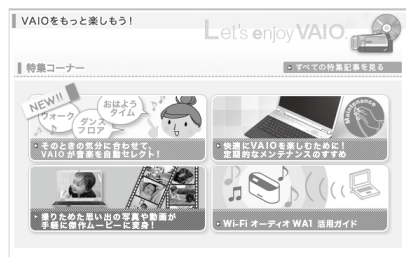 VAIOをもっと楽しもう!
Let's enjoy VAIO.
特集コーナー
すべての特集記事を見る
NEW!!
ウォーク
ダンス
フロア
おはよう
タイム
そのときの気分に合わせて、
VAIOが音楽を自動セレクト!
Maintenance
快適にVAIOを楽しむために!
定期的なメンテナンスのすすめ
撮りためた思い出の写真や動画が
手軽に傑作ムービーに変身!
Wi-Fi オーディオ WA1 活用ガイド